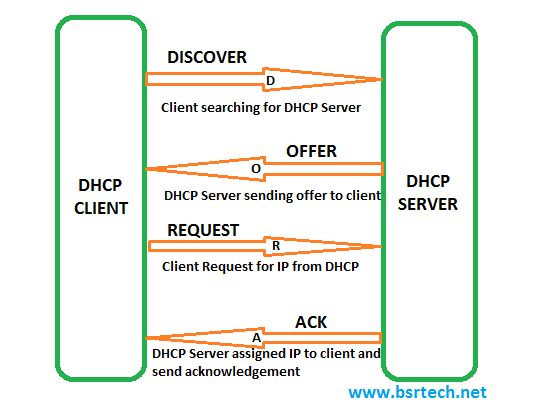 DISCOVER
D
Client searching for DHCP Server
OFFER
O
DHCP Server sending offer to client
DHCP
CLIENT
DHCP
SERVER
REQUEST
R
Client Request for IP from DHCP
ACK
A
DHCP Server assigned IP to client and
send acknowledgement
www.bsrtech.net